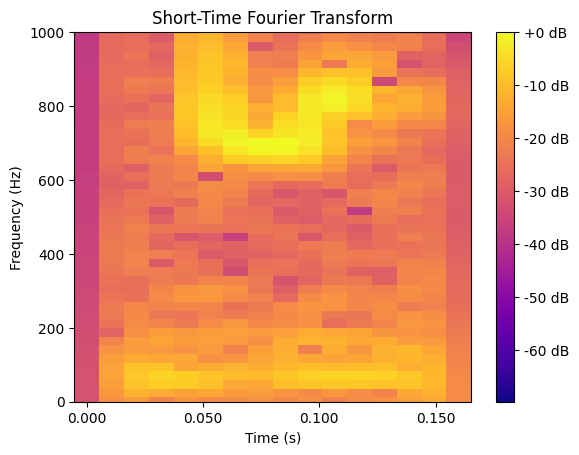 Short-Time Fourier Transform
1000
800
600
400
200
0
Frequency (Hz)
0.000
0.050
0.100
0.150
Time (s)
+0 dB
-10 dB
-20 dB
-30 dB
-40 dB
-50 dB
-60 dB